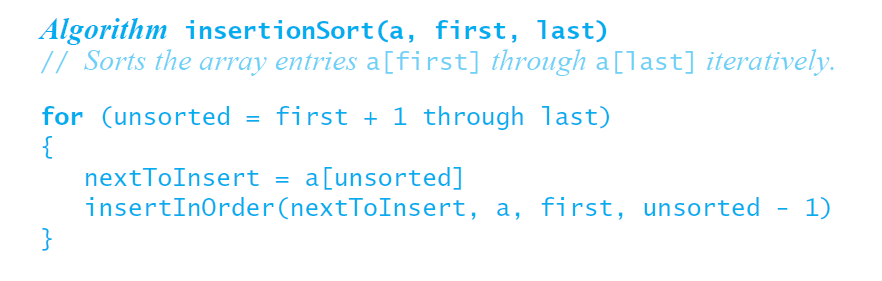 Algorithm insertionSort(a, first, last)
// Sorts the array entries a[first] through a[last] iteratively.
for (unsorted = first + 1 through last)
{
nextToInsert = a[unsorted]
insertInOrder(nextToInsert, a, first, unsorted - 1)
}